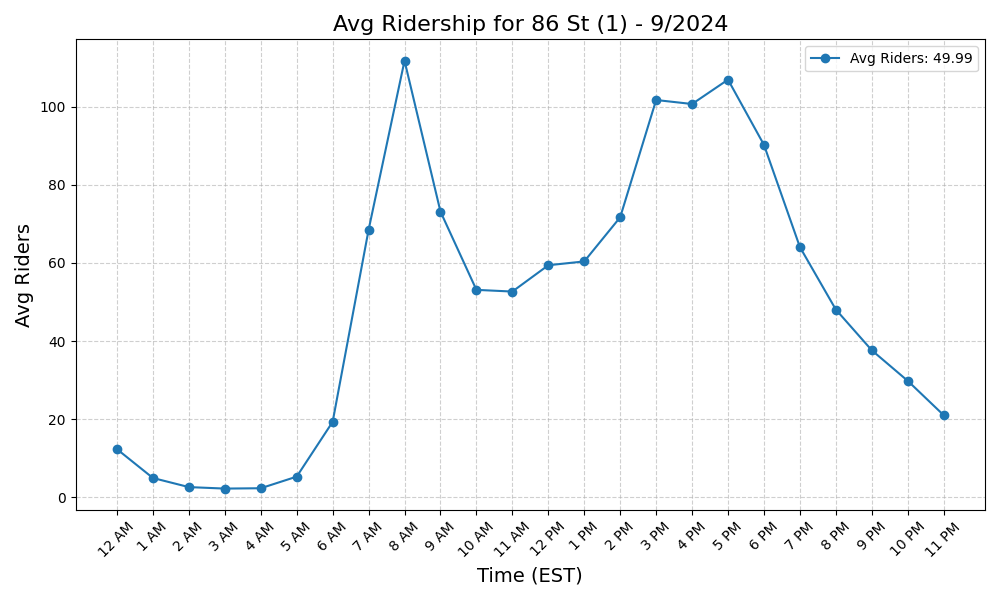 Avg Ridership for 86 St (1) - 9/2024
Avg Riders: 49.99
Avg Riders
100
80
60
40
20
0
12 AM
1 AM
2 AM
3 AM
4 AM
5 AM
6 AM
7 AM
8 AM
9 AM
10 AM
11 AM
12 PM
1 PM
2 PM
3 PM
4 PM
5 PM
6 PM
7 PM
8 PM
9 PM
10 PM
11 PM
Time (EST)